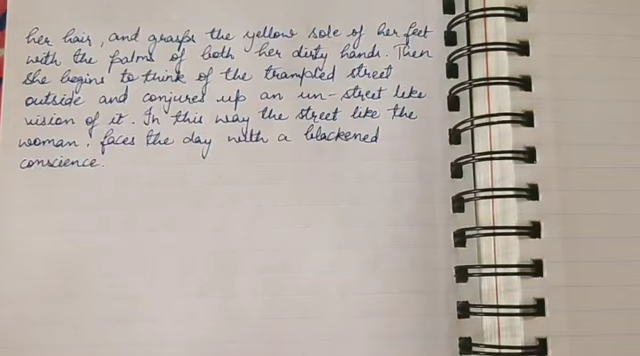 her hair, and grasps the yellow sole of her feet
with the palms of both her dirty hands. Then
she begins to think of the trampled street
outside and conjures up an un-street like
vision of it. In this way the street like the
woman, faces the day with a blackened
conscience.